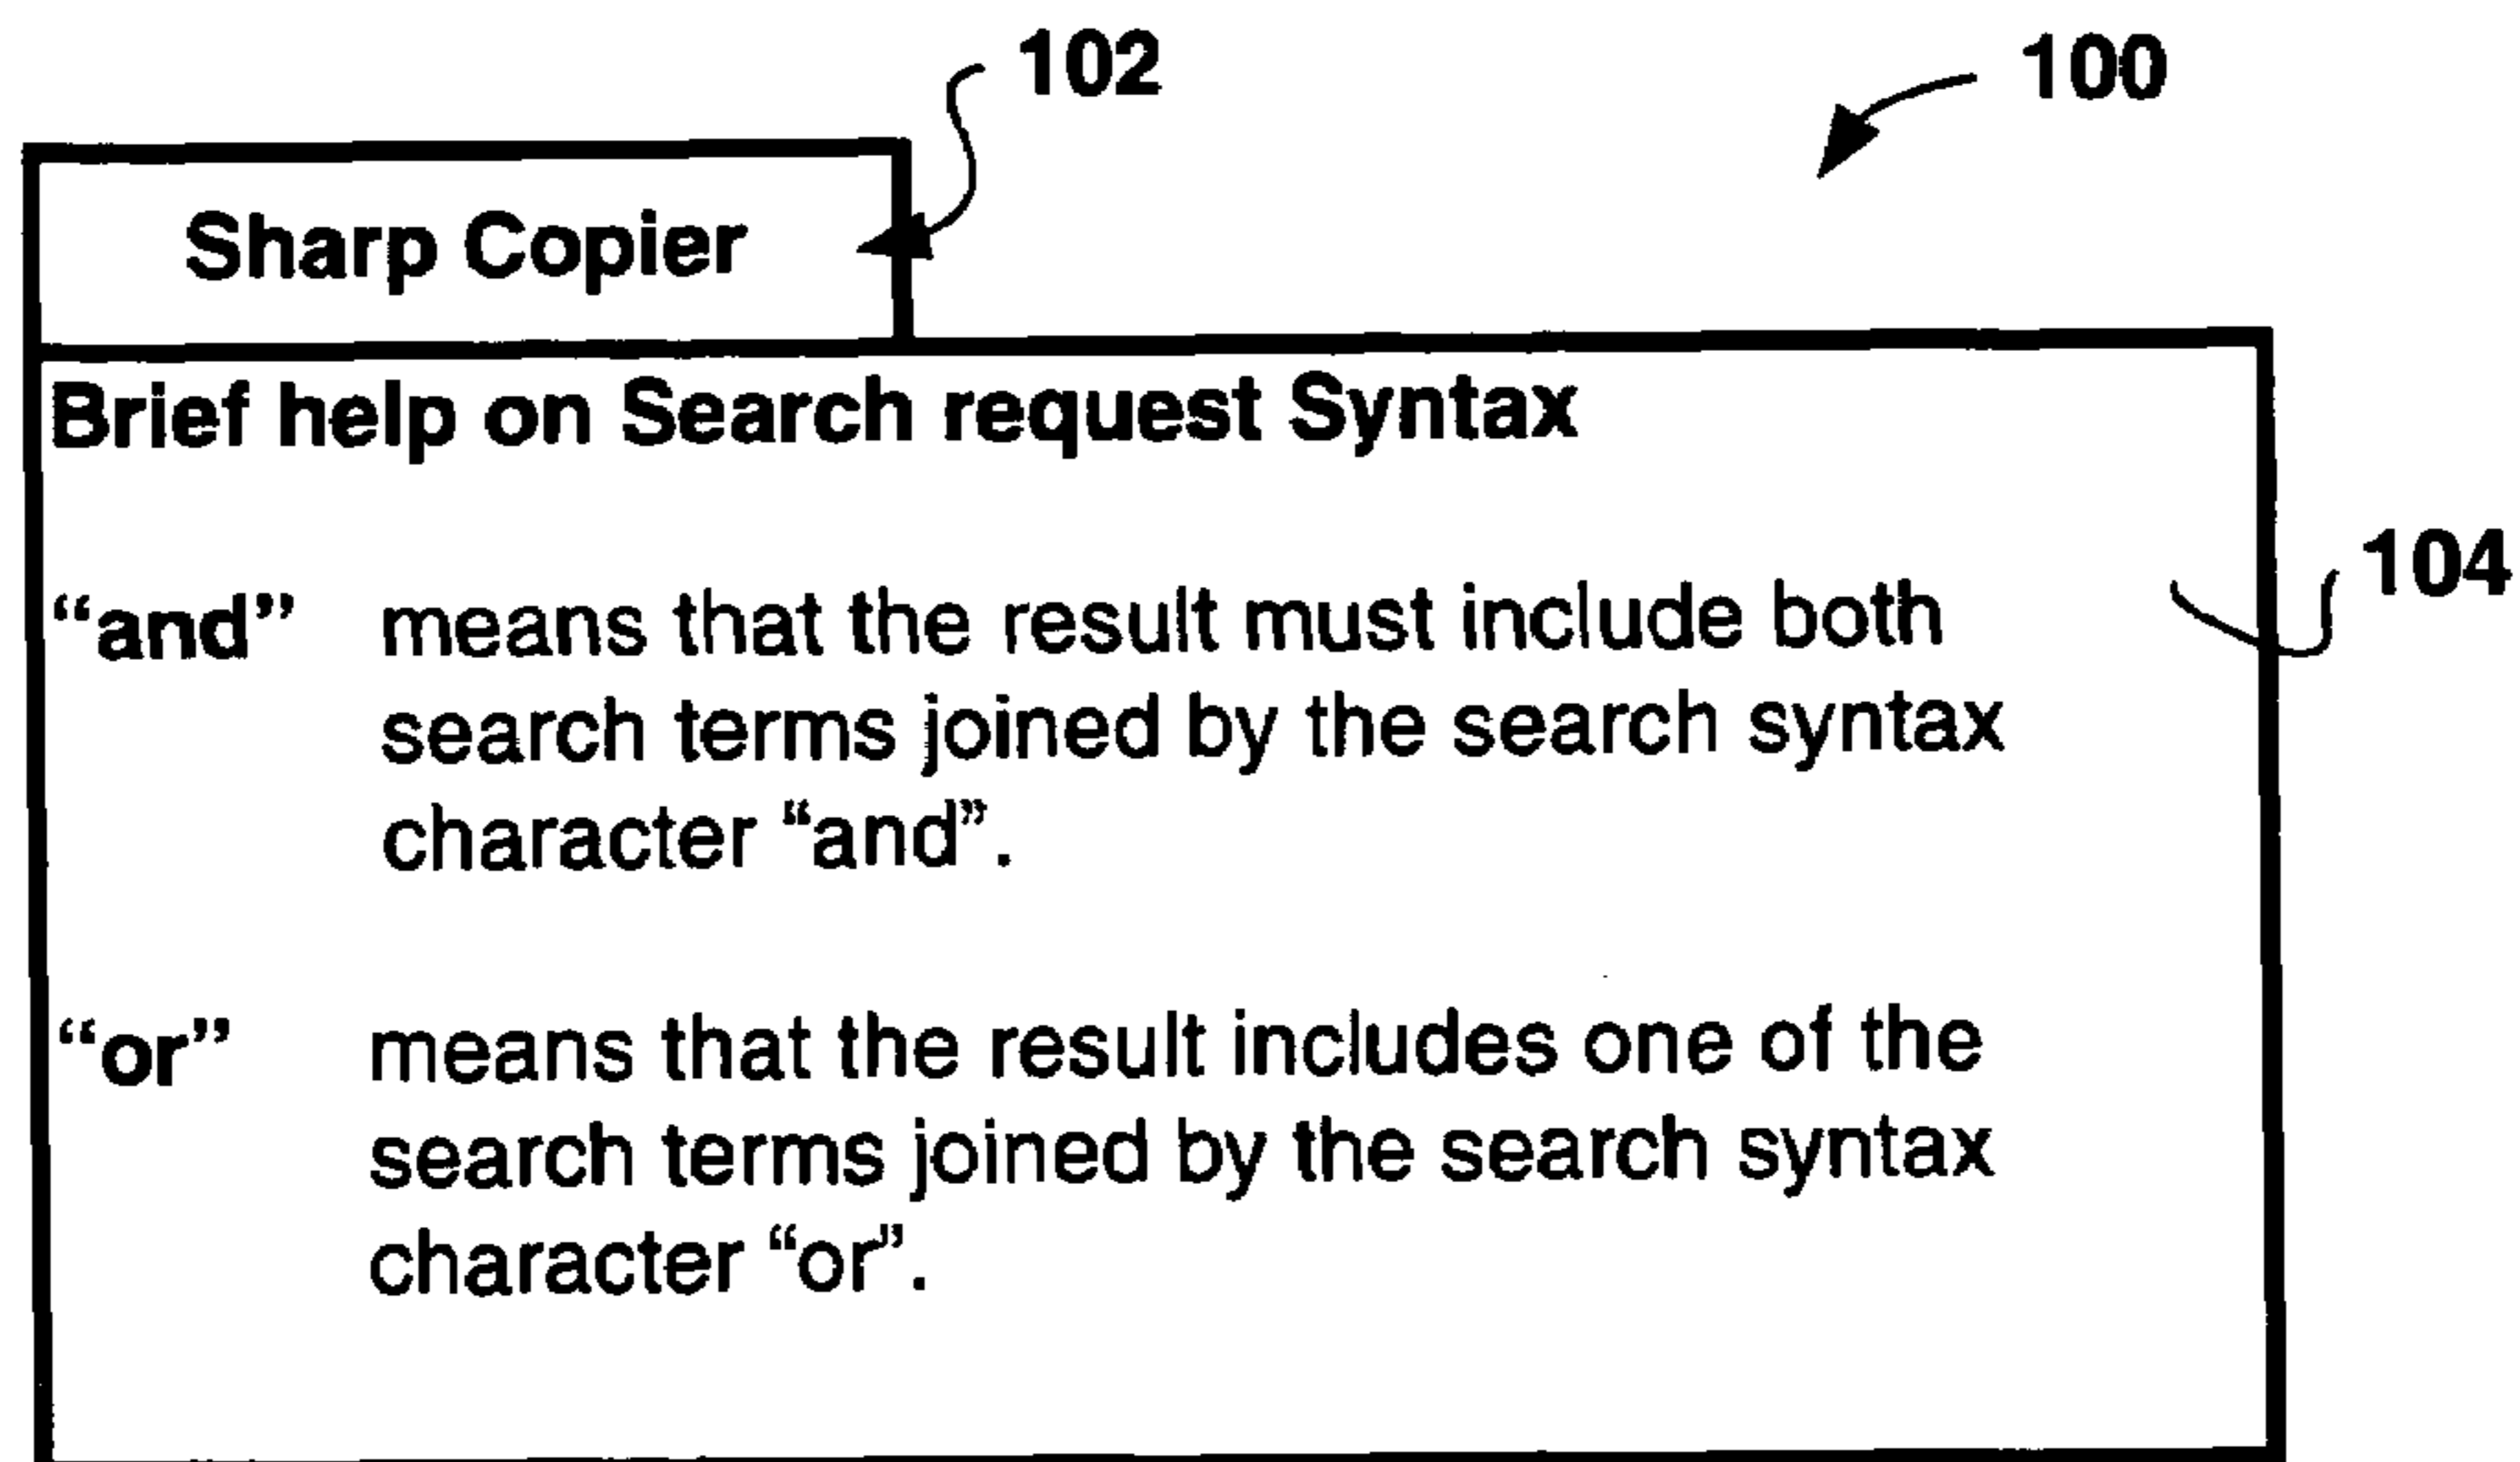 102
100
Sharp Copier
Brief help on Search request Syntax
104
“and” means that the result must include both
search terms joined by the search syntax
character “and”.
“or” means that the result includes one of the
search terms joined by the search syntax
character “or”.